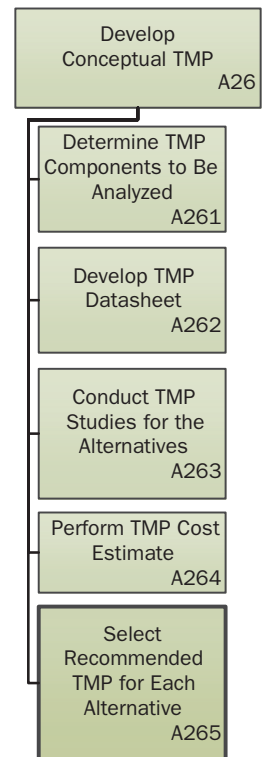 Develop
Conceptual TMP
A26
Determine TMP
Components to Be
Analyzed
A261
Develop TMP
Datasheet
A262
Conduct TMP
Studies for the
Alternatives
A263
Perform TMP Cost
Estimate
A264
Select
Recommended
TMP for Each
Alternative
A265